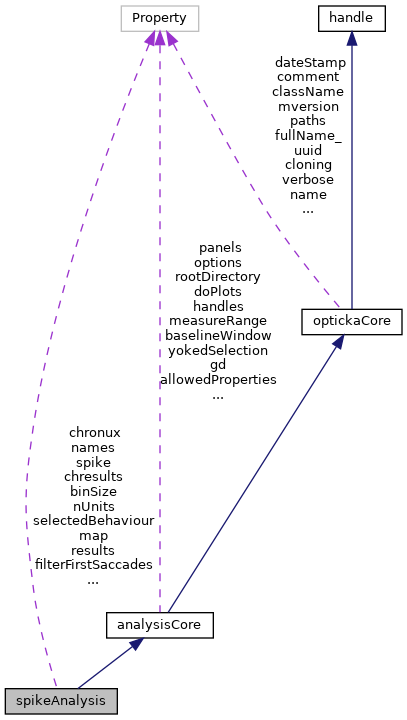 Property
handle
dateStamp
comment
className
mversion
paths
fullName_
uuid
cloning
verbose
name
...
panels
options
rootDirectory
doPlots
handles
measureRange
baselineWindow
yokedSelection
gd
allowedProperties
...
optickaCore
chronux
names
spike
chresults
binSize
nUnits
selectedBehaviour
map
results
filterFirstSaccades
...
analysisCore
spikeAnalysis